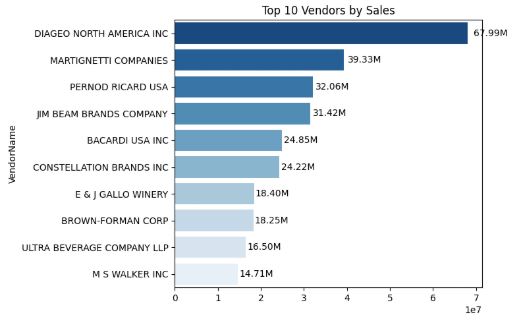 Top 10 Vendors by Sales
VendorName
DIAGEO NORTH AMERICA INC 67.99M
MARTIGNETTI COMPANIES 39.33M
PERNOD RICARD USA 32.06M
JIM BEAM BRANDS COMPANY 31.42M
BACARDI USA INC 24.85M
CONSTELLATION BRANDS INC 24.22M
E & J GALLO WINERY 18.40M
BROWN-FORMAN CORP 18.25M
ULTRA BEVERAGE COMPANY LLP 16.50M
M S WALKER INC 14.71M
0 1 2 3 4 5 6 7
1e7